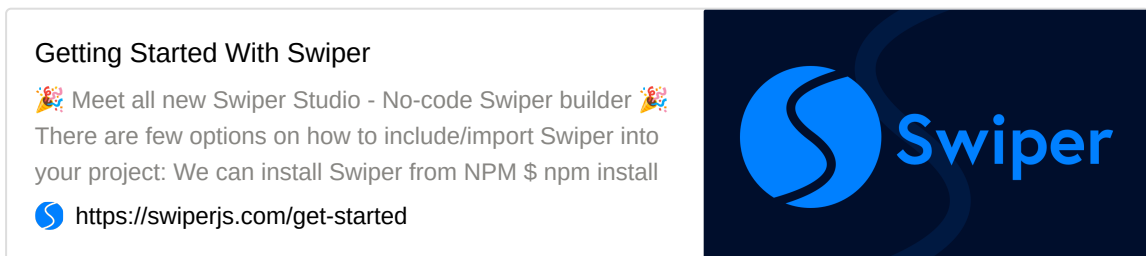 Getting Started With Swiper
🎉 Meet all new Swiper Studio - No-code Swiper builder 🎉
There are few options on how to include/import Swiper into
your project: We can install Swiper from NPM $ npm install
https://swiperjs.com/get-started
Swiper